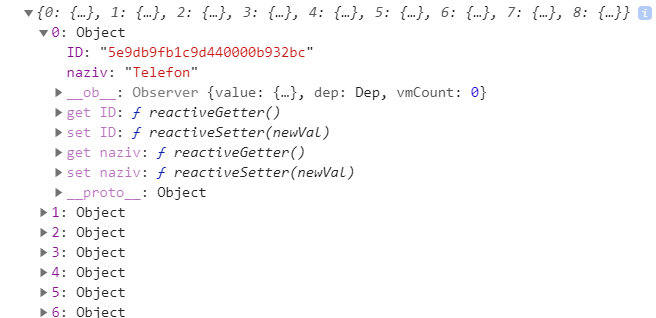 ▼{0: {…}, 1: {…}, 2: {…}, 3: {…}, 4: {…}, 5: {…}, 6: {…}, 7: {…}, 8: {…}} i
▼0: Object
ID: "5e9db9fb1c9d440000b932bc"
naziv: "Telefon"
▶__ob__: Observer {value: {…}, dep: Dep, vmCount: 0}
▶get ID: ƒ reactiveGetter()
▶set ID: ƒ reactiveSetter(newVal)
▶get naziv: ƒ reactiveGetter()
▶set naziv: ƒ reactiveSetter(newVal)
▶__proto__: Object
▶1: Object
▶2: Object
▶3: Object
▶4: Object
▶5: Object
▶6: Object